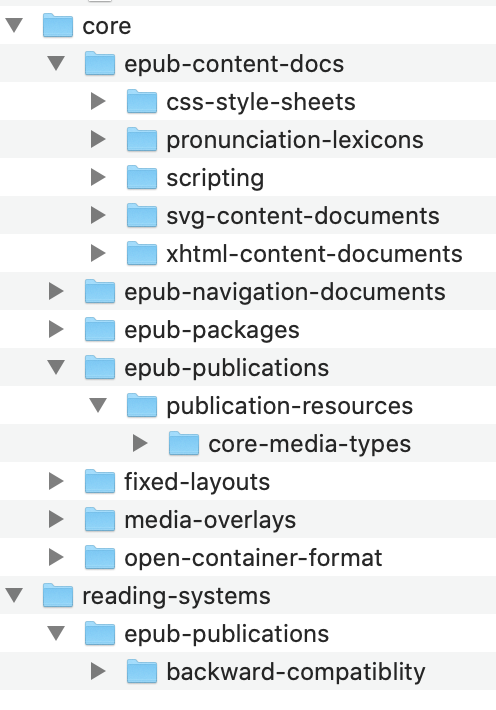 core
epub-content-docs
css-style-sheets
pronunciation-lexicons
scripting
svg-content-documents
xhtml-content-documents
epub-navigation-documents
epub-packages
epub-publications
publication-resources
core-media-types
fixed-layouts
media-overlays
open-container-format
reading-systems
epub-publications
backward-compatiblity